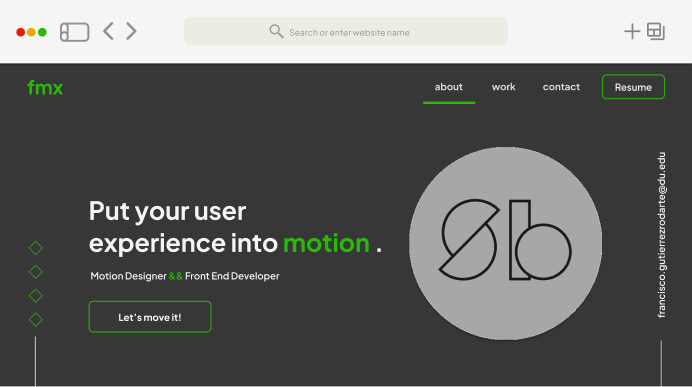 Search or enter website name
fmx
about
work
contact
Resume
Put your user
experience into motion .
Motion Designer && Front End Developer
Let's move it!
Sb
francisco.gutierrezrodarte@du.edu